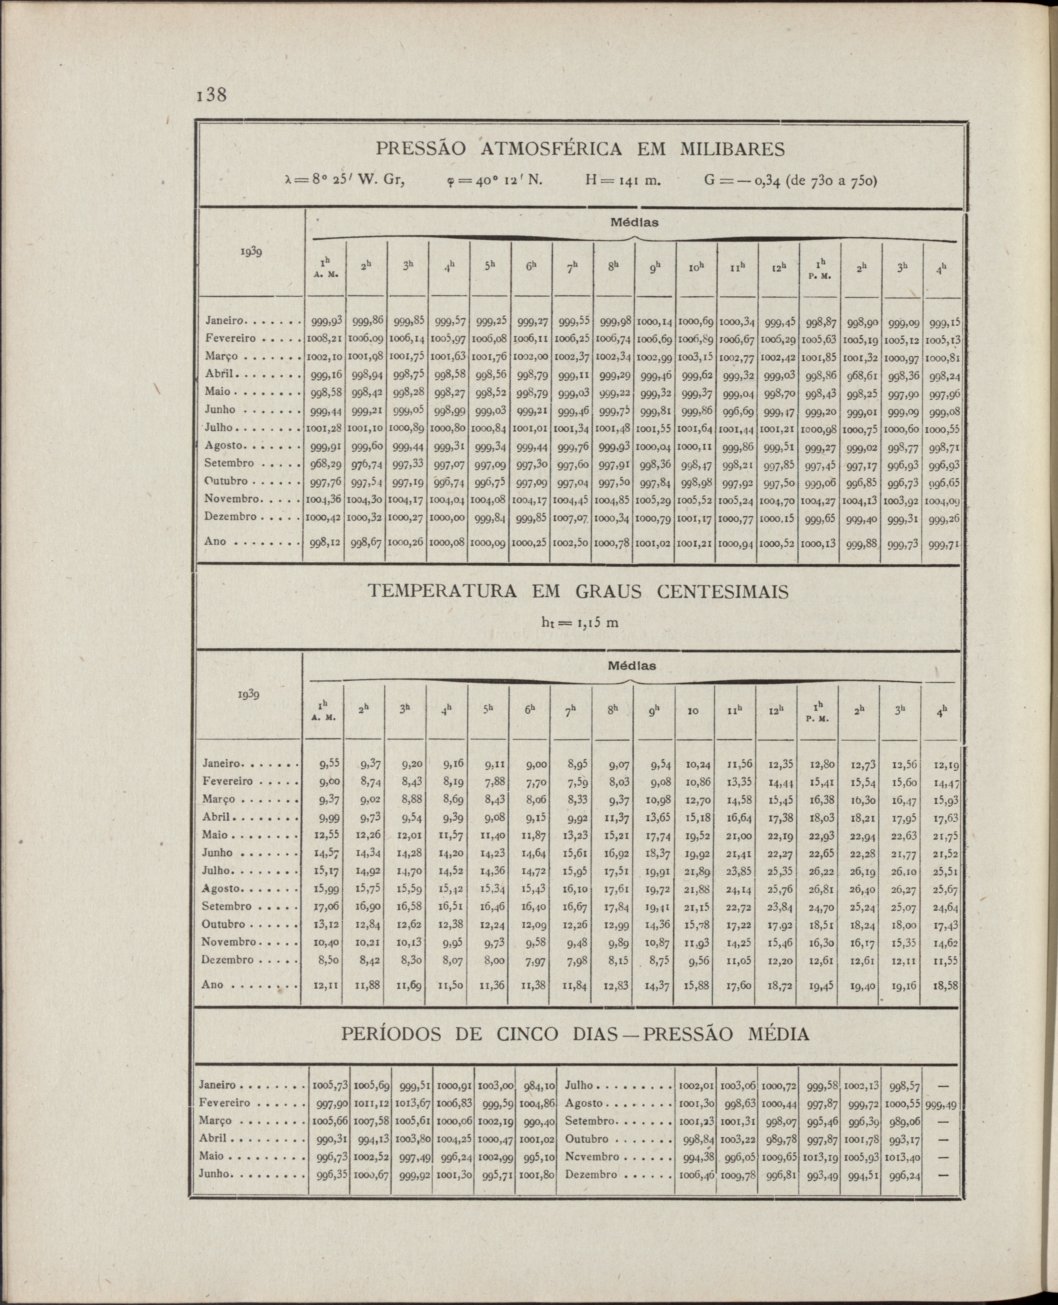 138
PRESSÃO ATMOSFÉRICA EM MILIBARES
λ = 8° 25′ W. Gr, φ = 40° 12′ N. H = 141 m. G = — 0,34 (de 730 a 750)
Médias
1939 1h A. M. 2h 3h 4h 5h 6h 7h 8h 9h 10h 11h 12h 1h P. M. 2h 3h 4h
Janeiro. . . . . . . 999,93 999,86 999,85 999,57 999,25 999,27 999,55 999,98 1000,14 1000,69 1000,34 999,45 998,87 998,90 999,09 999,15
Fevereiro . . . . . 1008,21 1006,09 1006,14 1005,97 1006,08 1006,11 1006,25 1006,74 1006,69 1006,89 1006,67 1006,29 1005,63 1005,19 1005,12 1005,13
Março . . . . . . . 1002,10 1001,98 1001,75 1001,63 1001,76 1002,00 1002,37 1002,34 1002,99 1003,15 1002,77 1002,42 1001,85 1001,32 1000,97 1000,81
Abril. . . . . . . . 999,16 998,94 998,75 998,58 998,56 998,79 999,11 999,29 999,46 999,62 999,32 999,03 998,86 968,61 998,36 998,24
Maio . . . . . . . . 998,58 998,42 998,28 998,27 998,52 998,79 999,03 999,22 999,32 999,37 999,04 998,70 998,43 998,25 997,90 997,96
Junho . . . . . . . 999,44 999,21 999,05 998,99 999,03 999,21 999,46 999,75 999,81 999,86 996,69 999,47 999,20 999,01 999,09 999,08
Julho. . . . . . . . 1001,28 1001,10 1000,89 1000,80 1000,84 1001,01 1001,34 1001,48 1001,55 1001,64 1001,44 1001,21 1000,98 1000,75 1000,60 1000,55
Agosto. . . . . . . 999,91 999,60 999,44 999,31 999,34 999,44 999,76 999,93 1000,04 1000,11 999,86 999,51 999,27 999,02 998,77 998,71
Setembro . . . . . 968,29 976,74 997,33 997,07 997,09 997,30 997,60 997,91 998,36 998,47 998,21 997,85 997,45 997,17 996,93 996,93
Outubro . . . . . . 997,76 997,54 997,19 996,74 996,75 997,09 997,04 997,50 997,84 998,98 997,92 997,50 999,06 996,85 996,73 996,65
Novembro. . . . . 1004,36 1004,30 1004,17 1004,04 1004,08 1004,17 1004,45 1004,85 1005,29 1005,52 1005,24 1004,70 1004,27 1004,13 1003,92 1004,09
Dezembro . . . . . 1000,42 1000,32 1000,27 1000,00 999,84 999,85 1007,07 1000,34 1000,79 1001,17 1000,77 1000.15 999,65 999,40 999,31 999,26
Ano . . . . . . . . 998,12 998,67 1000,26 1000,08 1000,09 1000,25 1002,50 1000,78 1001,02 1001,21 1000,94 1000,52 1000,13 999,88 999,73 999,71
TEMPERATURA EM GRAUS CENTESIMAIS
ht = 1,15 m
Médias
1939 1h A. M. 2h 3h 4h 5h 6h 7h 8h 9h 10 11h 12h 1h P. M. 2h 3h 4h
Janeiro. . . . . . . 9,55 9,37 9,20 9,16 9,11 9,00 8,95 9,07 9,54 10,24 11,56 12,35 12,80 12,73 12,56 12,19
Fevereiro . . . . . 9,00 8,74 8,43 8,19 7,88 7,70 7,59 8,03 9,08 10,86 13,35 14,44 15,41 15,54 15,60 14,47
Março . . . . . . . 9,37 9,02 8,88 8,69 8,43 8,06 8,33 9,37 10,98 12,70 14,58 15,45 16,38 16,30 16,47 15,93
Abril. . . . . . . . 9,99 9,73 9,54 9,39 9,08 9,15 9,92 11,37 13,65 15,18 16,64 17,38 18,03 18,21 17,95 17,63
Maio . . . . . . . . 12,55 12,26 12,01 11,57 11,40 11,87 13,23 15,21 17,74 19,52 21,00 22,19 22,93 22,94 22,63 21,75
Junho . . . . . . . 14,57 14,34 14,28 14,20 14,23 14,64 15,61 16,92 18,37 19,92 21,41 22,27 22,65 22,28 21,77 21,52
Julho. . . . . . . . 15,17 14,92 14,70 14,52 14,36 14,72 15,95 17,51 19,91 21,89 23,85 25,35 26,22 26,19 26.10 25,51
Agosto. . . . . . . 15,99 15,75 15,59 15,42 15,34 15,43 16,10 17,61 19,72 21,88 24,14 25,76 26,81 26,40 26,27 25,67
Setembro . . . . . 17,06 16,90 16,58 16,51 16,46 16,40 16,67 17,84 19,41 21,15 22,72 23,84 24,70 25,24 25,07 24,64
Outubro . . . . . . 13,12 12,84 12,62 12,38 12,24 12,09 12,26 12,99 14,36 15,78 17,22 17.92 18,51 18,24 18,00 17,43
Novembro. . . . . 10,40 10,21 10,13 9,95 9,73 9,58 9,48 9,89 10,87 11,93 14,25 15,46 16,30 16,17 15,35 14,62
Dezembro . . . . . 8,50 8,42 8,30 8,07 8,00 7,97 7,98 8,15 8,75 9,56 11,05 12,20 12,61 12,61 12,11 11,55
Ano . . . . . . . . 12,11 11,88 11,69 11,50 11,36 11,38 11,84 12,83 14,37 15,88 17,60 18,72 19,45 19,40 19,16 18,58
PERÍODOS DE CINCO DIAS — PRESSÃO MÉDIA
Janeiro . . . . . . . . 1005,73 1005,69 999,51 1000,91 1003,00 984,10 Julho . . . . . . . . . 1002,01 1003,06 1000,72 999,58 1002,13 998,57 —
Fevereiro . . . . . . 997,90 1011,12 1013,67 1006,83 999,59 1004,86 Agosto . . . . . . . . 1001,30 998,63 1000,44 997,87 999,72 1000,55 999,49
Março . . . . . . . . 1005,66 1007,58 1005,61 1000,06 1002,19 990,40 Setembro. . . . . . . 1001,23 1001,31 998,07 995,46 996,39 989,06 —
Abril . . . . . . . . . 990,31 994,13 1003,80 1004,25 1000,47 1001,02 Outubro . . . . . . . 998,84 1003,22 989,78 997,87 1001,78 993,17 —
Maio . . . . . . . . . 996,73 1002,52 997,49 996,24 1002,99 995,10 Novembro . . . . . . 994,38 996,05 1009,65 1013,19 1005,93 1013,40 —
Junho. . . . . . . . . 996,35 1000,67 999,92 1001,30 995,71 1001,80 Dezembro . . . . . . 1006,46 1009,78 996,81 993,49 994,51 996,24 —